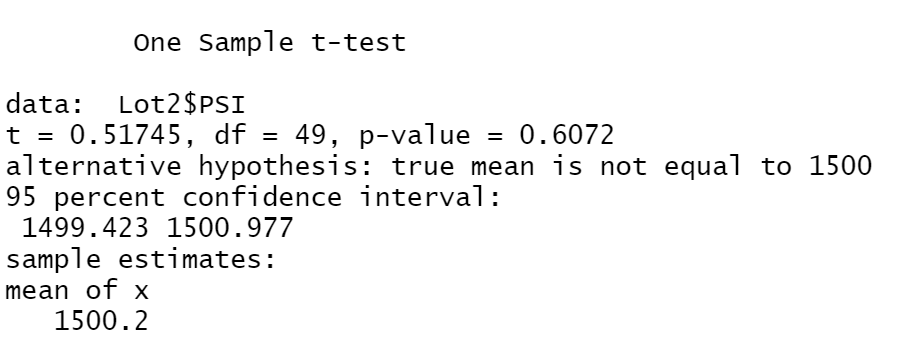 One Sample t-test
data: Lot2$PSI
t = 0.51745, df = 49, p-value = 0.6072
alternative hypothesis: true mean is not equal to 1500
95 percent confidence interval:
1499.423 1500.977
sample estimates:
mean of x
1500.2